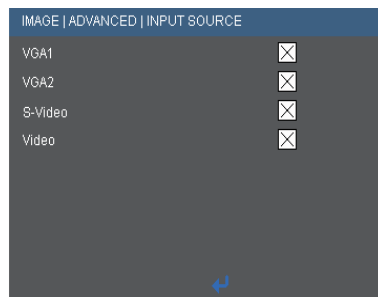 IMAGE | ADVANCED | INPUT SOURCE
VGA1
VGA2
S-Video
Video